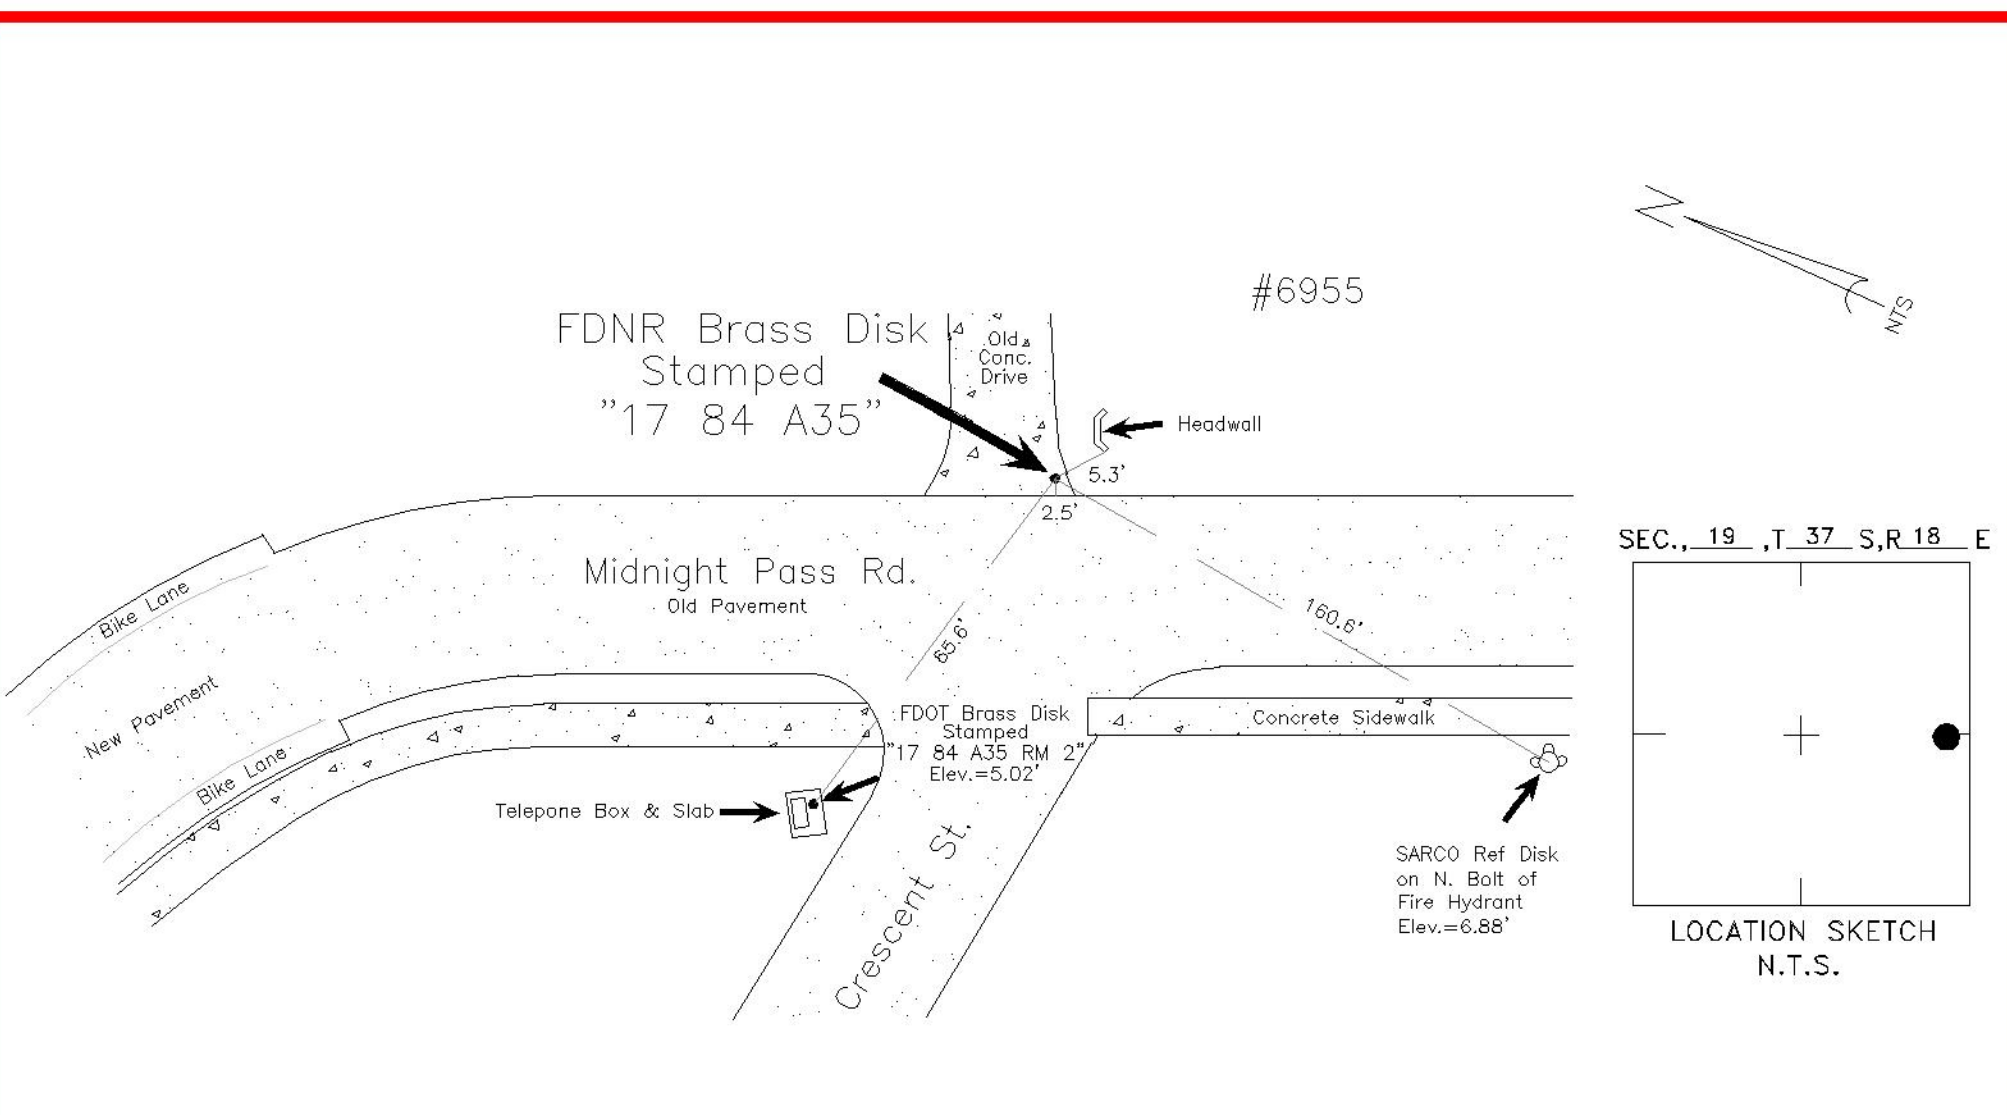 N
NTS
#6955
FDNR Brass Disk
Stamped
"17 84 A35"
Old
Conc.
Drive
Headwall
5.3'
2.5'
Midnight Pass Rd.
Old Pavement
Bike Lane
New Pavement
Bike Lane
65.6'
160.6'
FDOT Brass Disk
Stamped
"17 84 A35 RM 2"
Elev.=5.02'
Concrete Sidewalk
Telepone Box & Slab
Crescent St.
SARCO Ref Disk
on N. Bolt of
Fire Hydrant
Elev.=6.88'
SEC., 19 ,T 37 S,R 18 E
LOCATION SKETCH
N.T.S.